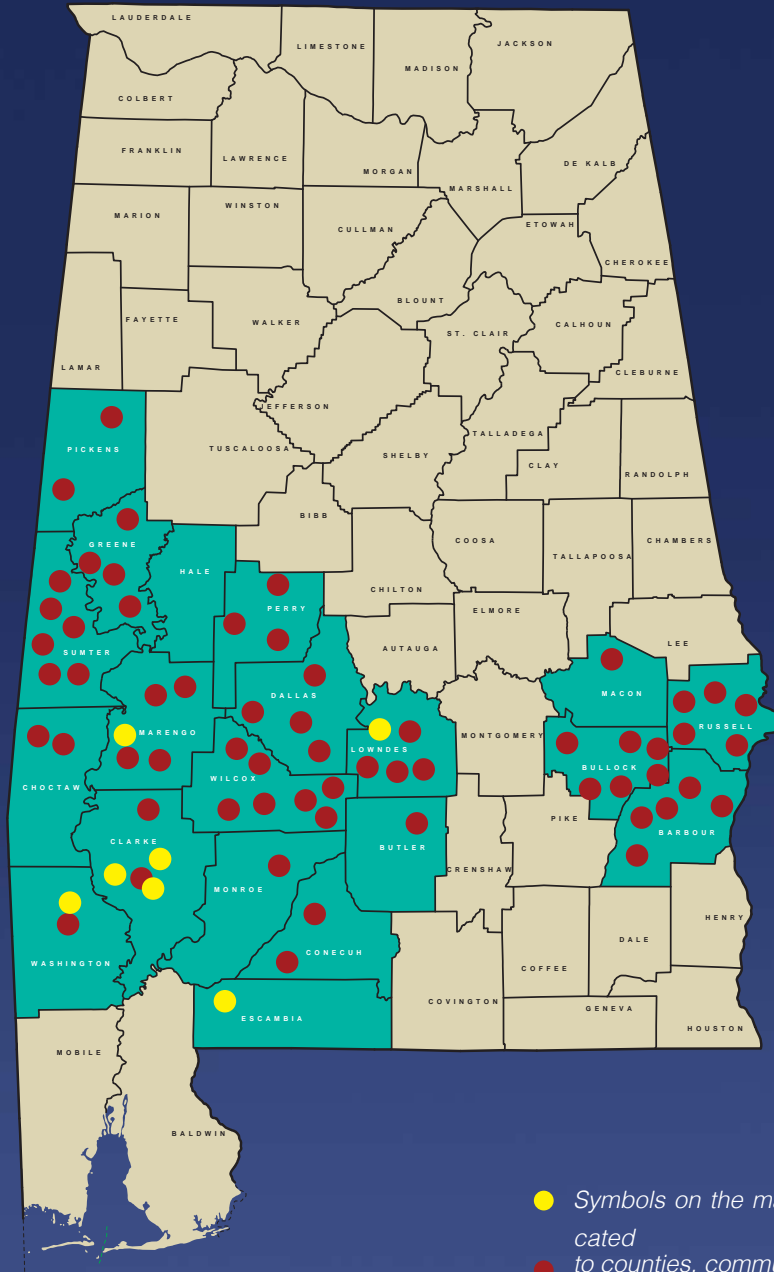 LAUDERDALE
LIMESTONE
MADISON
JACKSON
COLBERT
FRANKLIN
LAWRENCE
MORGAN
MARSHALL
DE KALB
MARION
WINSTON
CULLMAN
ETOWAH
CHEROKEE
BLOUNT
FAYETTE
WALKER
ST. CLAIR
CALHOUN
LAMAR
CLEBURNE
JEFFERSON
PICKENS
TUSCALOOSA
SHELBY
TALLADEGA
CLAY
RANDOLPH
BIBB
GREENE
HALE
COOSA
TALLAPOOSA
CHAMBERS
CHILTON
PERRY
ELMORE
AUTAUGA
LEE
SUMTER
DALLAS
MACON
MARENGO
LOWNDES
MONTGOMERY
RUSSELL
CHOCTAW
WILCOX
BULLOCK
CLARKE
BUTLER
PIKE
BARBOUR
CRENSHAW
MONROE
HENRY
WASHINGTON
CONECUH
COFFEE
DALE
COVINGTON
GENEVA
ESCAMBIA
HOUSTON
MOBILE
BALDWIN
Symbols on the
cated
to counties,